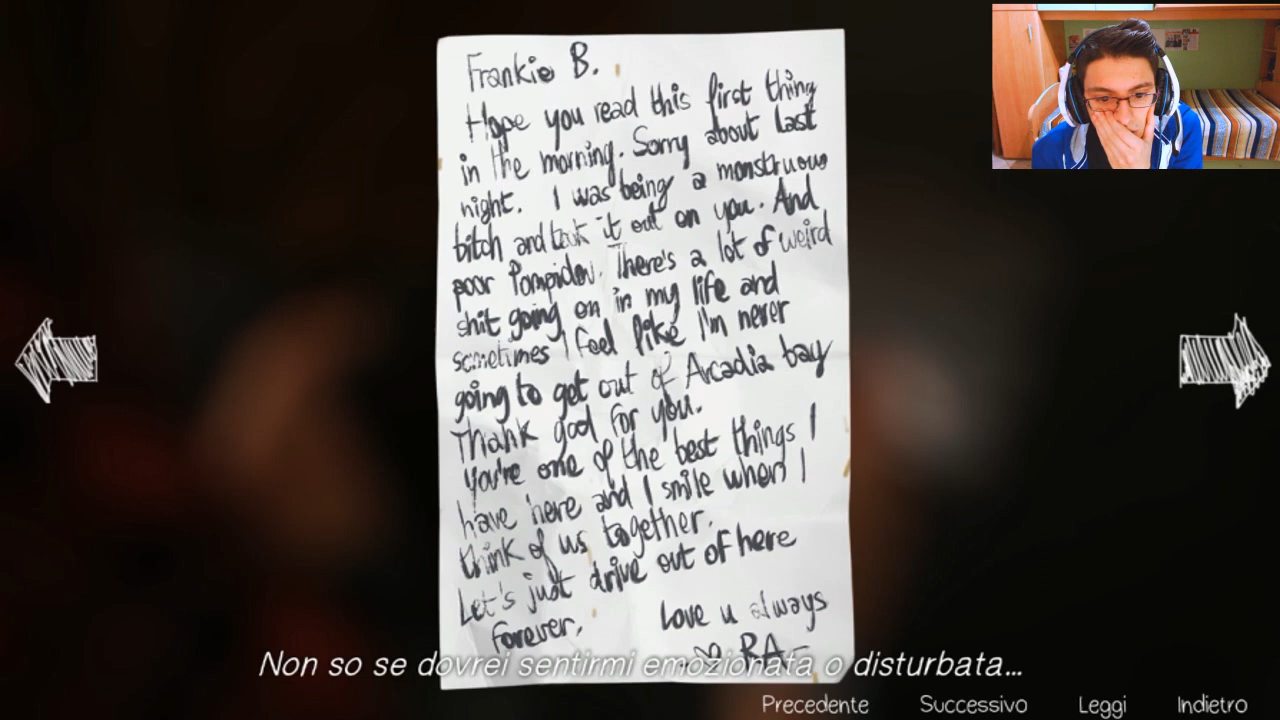 Frankie B.
Hope you read this first thing
in the morning. Sorry about last
night. I was being a monstruous
bitch and took it out on you. And
poor Pompidou. There's a lot of weird
shit going on in my life and
sometimes I feel like I'm never
going to get out of Arcadia bay
Thank god for you.
You're one of the best things I
have here and I smile when I
think of us together.
Let's just drive out of here
forever.
Love u always
RA
Non so se dovrei sentirmi emozionata o disturbata...
Precedente Successivo Leggi Indietro